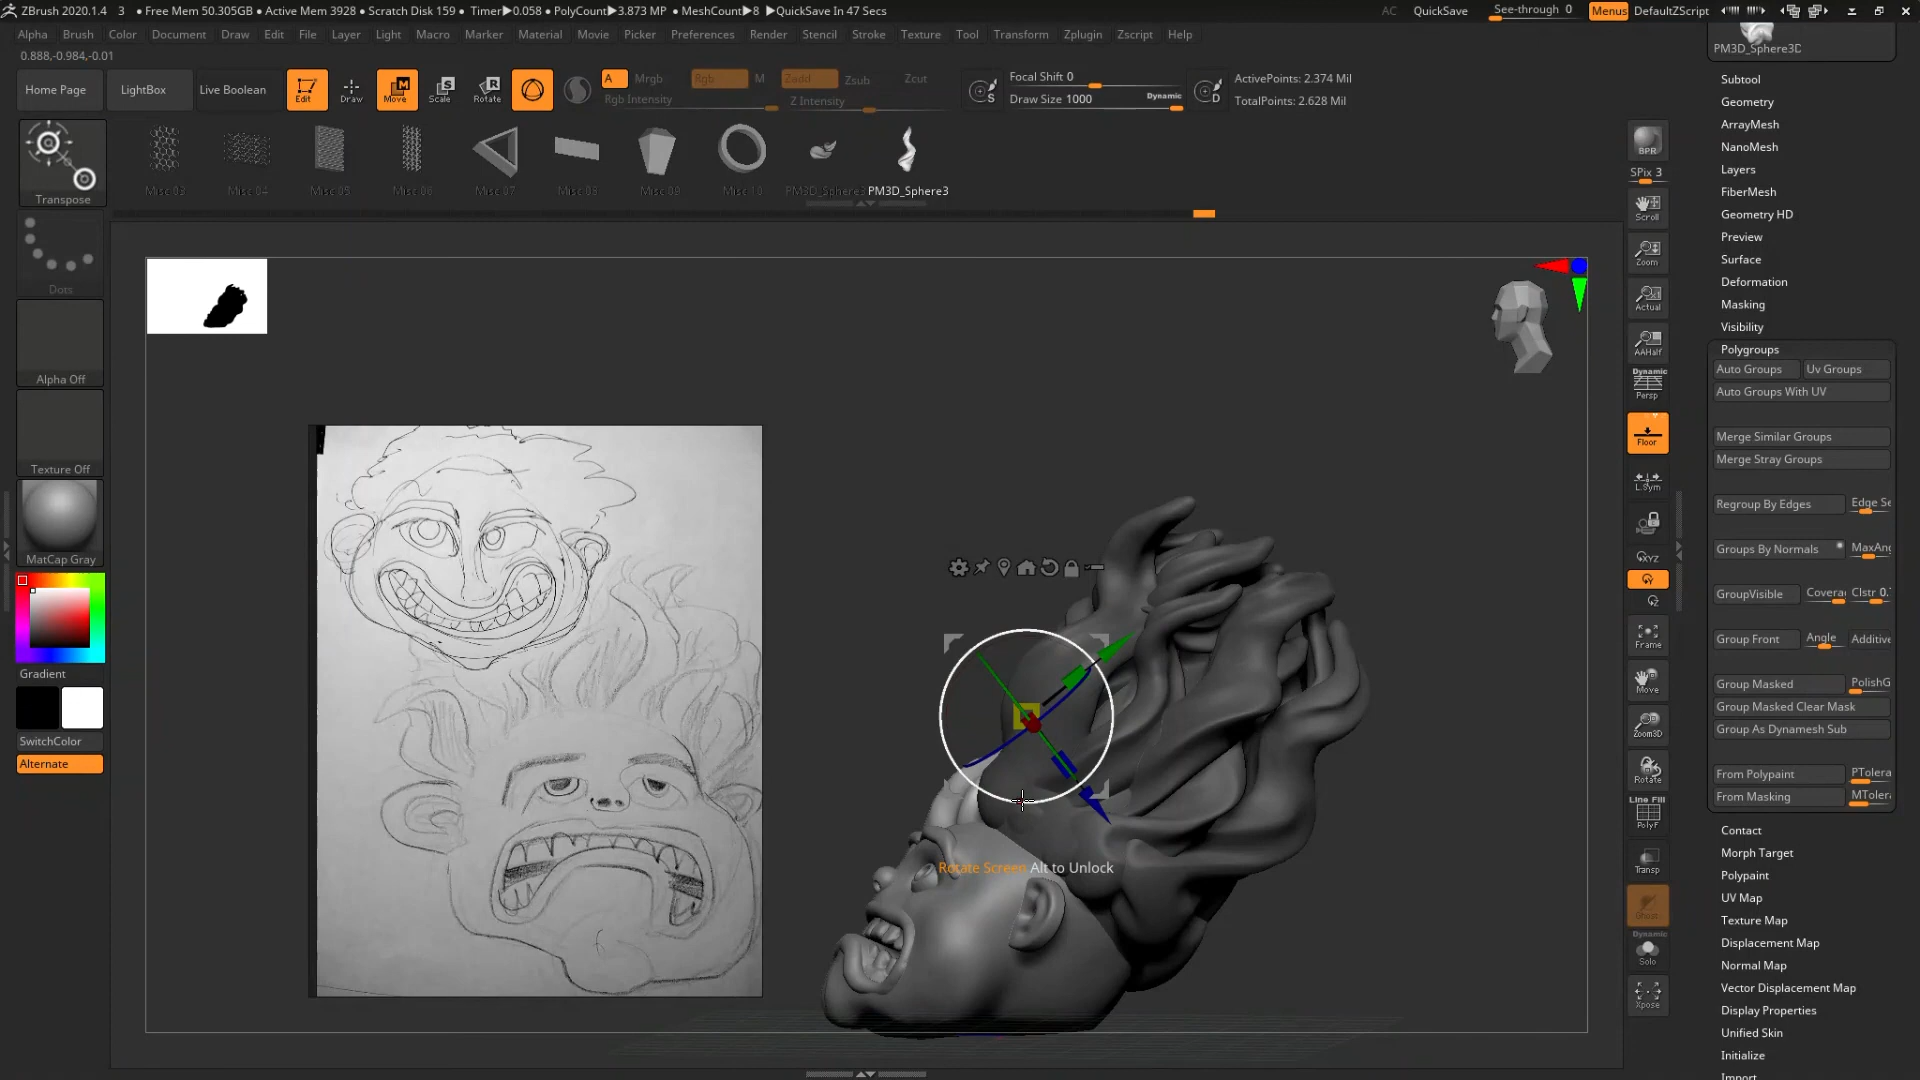 ZBrush 2020.1.4 3 ● Free Mem 50.305GB ● Active Mem 3928 ● Scratch Disk 159 ● Timer▶0.058 ● PolyCount▶3.873 MP ● MeshCount▶8 ▶QuickSave In 47 Secs AC QuickSave See-through 0 Menus DefaultZScript
Alpha Brush Color Document Draw Edit File Layer Light Macro Marker Material Movie Picker Preferences Render Stencil Stroke Texture Tool Transform Zplugin Zscript Help
0.888,-0.984,-0.01
Home Page LightBox Live Boolean Edit Draw Move Scale Rotate
A Mrgb Rgb M Zadd Zsub Zcut
Rgb Intensity Z Intensity
Focal Shift 0
Draw Size 1000 Dynamic
ActivePoints: 2.374 Mil
TotalPoints: 2.628 Mil
Transpose
Misc 03 Misc 04 Misc 05 Misc 06 Misc 07 Misc 08 Misc 09 Misc 10 PM3D_Sphere3 PM3D_Sphere3
Dots
Alpha Off
Texture Off
MatCap Gray
Gradient
SwitchColor
Alternate
Rotate Screen Alt to Unlock
BPR
SPix 3
Scroll
Zoom
Actual
AAHalf
Dynamic
Persp
Floor
L.Sym
XYZ
Y
Z
Frame
Move
Zoom3D
Rotate
Line Fill
PolyF
Transp
Ghost
Dynamic
Solo
Xpose
PM3D_Sphere3D
Subtool
Geometry
ArrayMesh
NanoMesh
Layers
FiberMesh
Geometry HD
Preview
Surface
Deformation
Masking
Visibility
Polygroups
Auto Groups Uv Groups
Auto Groups With UV
Merge Similar Groups
Merge Stray Groups
Regroup By Edges Edge Se
Groups By Normals MaxAng
GroupVisible Covera Clstr 0.
Group Front Angle Additive
Group Masked PolishG
Group Masked Clear Mask
Group As Dynamesh Sub
From Polypaint PTolera
From Masking MToler
Contact
Morph Target
Polypaint
UV Map
Texture Map
Displacement Map
Normal Map
Vector Displacement Map
Display Properties
Unified Skin
Initialize
Import